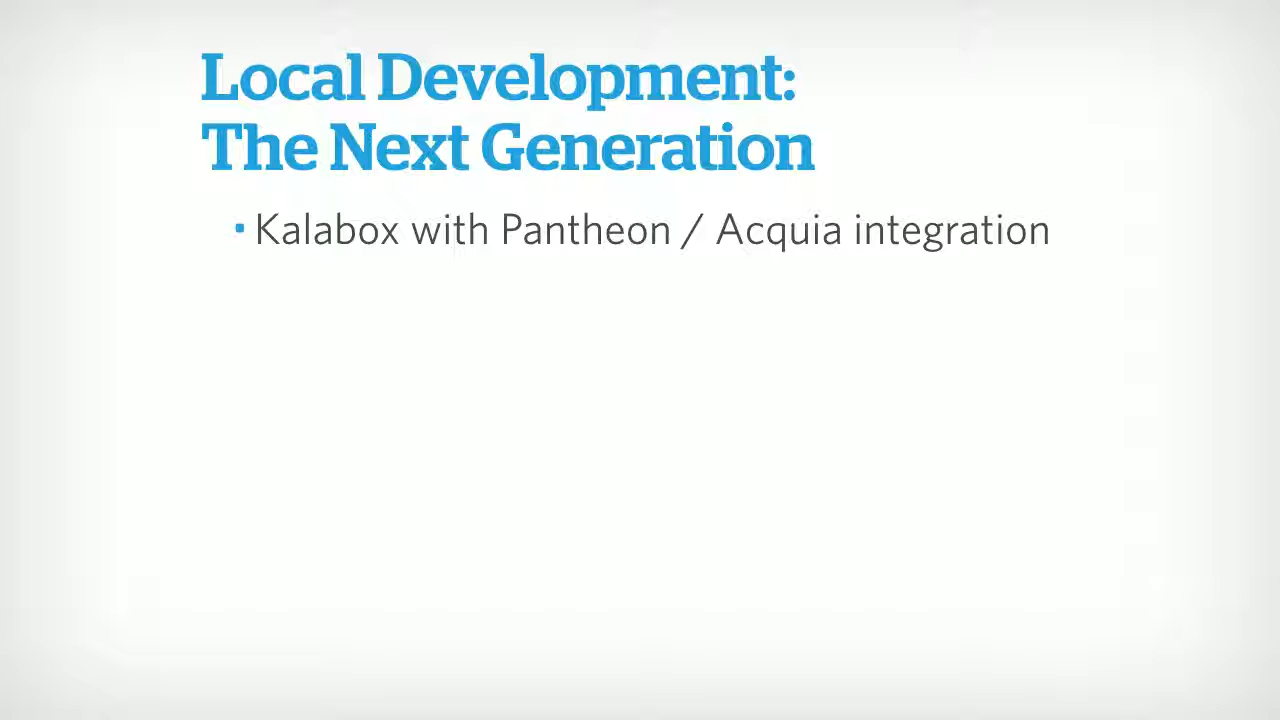 Local Development:
The Next Generation
• Kalabox with Pantheon / Acquia integration